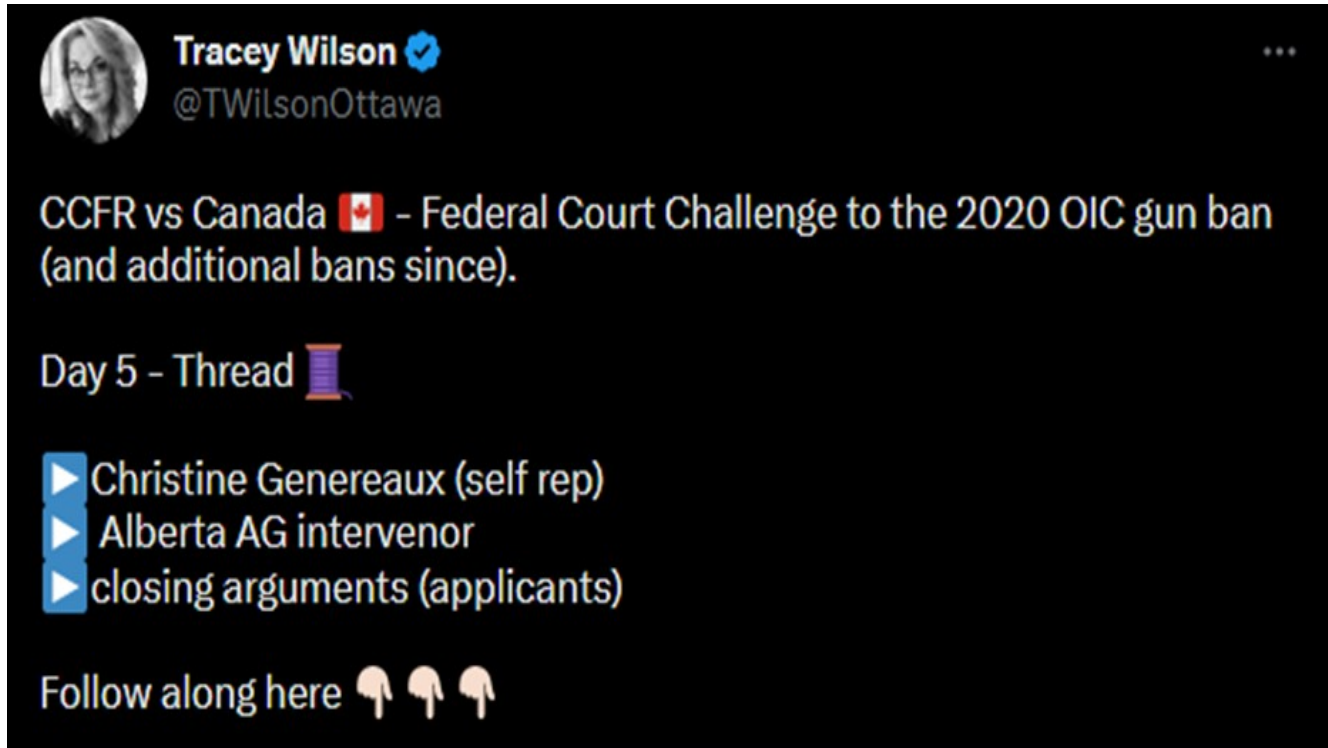 Tracey Wilson
@TWilsonOttawa
CCFR vs Canada 🇨🇦 – Federal Court Challenge to the 2020 OIC gun ban
(and additional bans since).
Day 5 – Thread 🧵
▶️Christine Genereaux (self rep)
▶️ Alberta AG intervenor
▶️closing arguments (applicants)
Follow along here 👇🏻👇🏻👇🏻